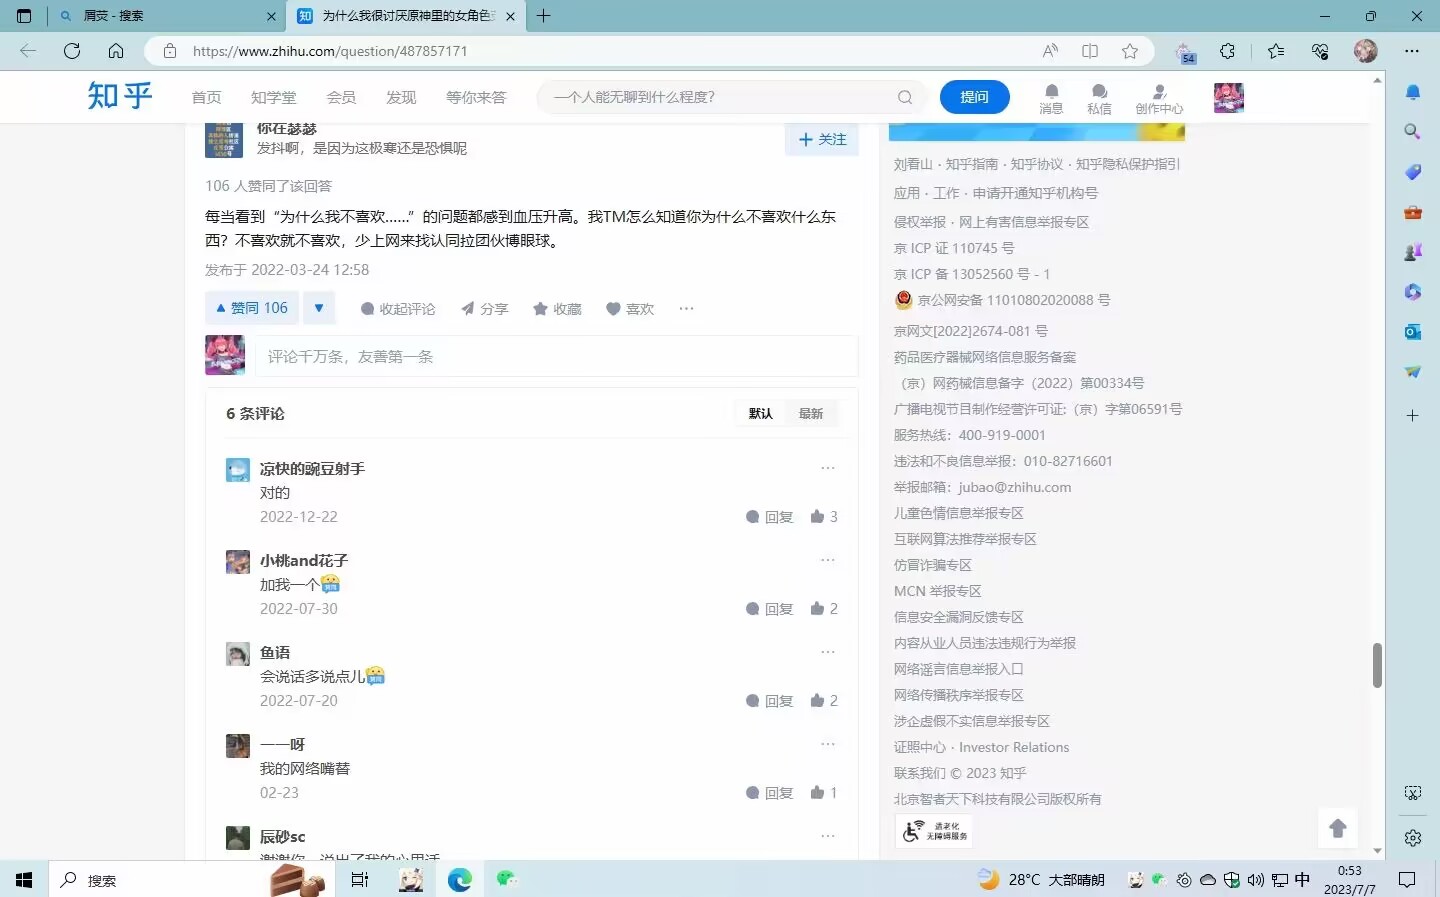 屑荧 - 搜索
为什么我很讨厌原神里的女角色
https://www.zhihu.com/question/487857171
54
知乎
首页 知学堂 会员 发现 等你来答
一个人能无聊到什么程度?
提问
消息 私信 创作中心
你在瑟瑟
发抖啊，是因为这极寒还是恐惧呢
+ 关注
106 人赞同了该回答
每当看到“为什么我不喜欢......”的问题都感到血压升高。我TM怎么知道你为什么不喜欢什么东
西？不喜欢就不喜欢，少上网来找认同拉团伙博眼球。
发布于 2022-03-24 12:58
赞同 106 收起评论 分享 收藏 喜欢
评论千万条，友善第一条
6 条评论
默认 最新
凉快的豌豆射手
对的
2022-12-22 回复 3
小桃and花子
加我一个
2022-07-30 回复 2
鱼语
会说话多说点儿
2022-07-20 回复 2
一一呀
我的网络嘴替
02-23 回复 1
辰砂sc
谢谢你，说出了我的心里话
刘看山 · 知乎指南 · 知乎协议 · 知乎隐私保护指引
应用 · 工作 · 申请开通知乎机构号
侵权举报 · 网上有害信息举报专区
京 ICP 证 110745 号
京 ICP 备 13052560 号 - 1
京公网安备 11010802020088 号
京网文[2022]2674-081 号
药品医疗器械网络信息服务备案
（京）网药械信息备字（2022）第00334号
广播电视节目制作经营许可证:（京）字第06591号
服务热线：400-919-0001
违法和不良信息举报：010-82716601
举报邮箱：jubao@zhihu.com
儿童色情信息举报专区
互联网算法推荐举报专区
仿冒诈骗专区
MCN 举报专区
信息安全漏洞反馈专区
内容从业人员违法违规行为举报
网络谣言信息举报入口
网络传播秩序举报专区
涉企虚假不实信息举报专区
证照中心 · Investor Relations
联系我们 © 2023 知乎
北京智者天下科技有限公司版权所有
适老化
无障碍服务
搜索
28°C 大部晴朗
中
0:53
2023/7/7